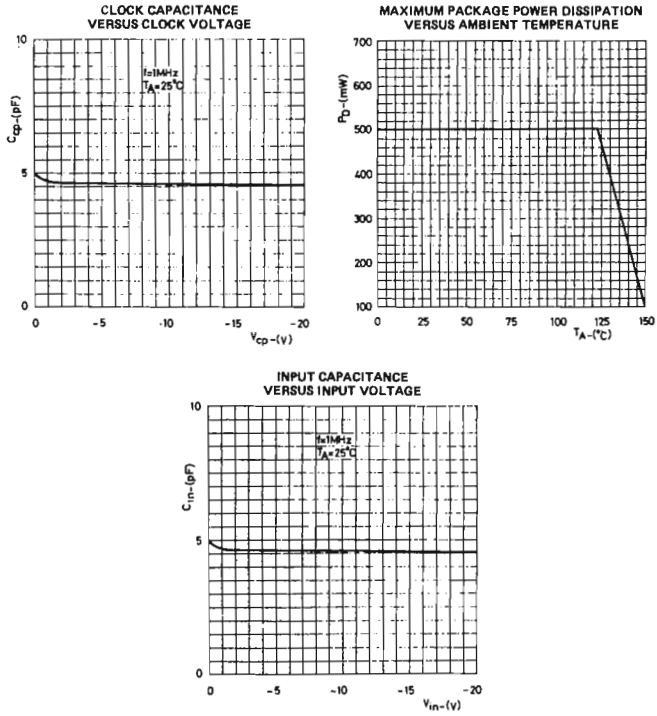 CLOCK CAPACITANCE
VERSUS CLOCK VOLTAGE
10
5
0
Ccp-(pF)
f=1MHz
TA=25°C
0 -5 -10 -15 -20
Vcp-(V)
MAXIMUM PACKAGE POWER DISSIPATION
VERSUS AMBIENT TEMPERATURE
700
600
500
400
300
200
100
PD-(mW)
0 25 50 75 100 125 150
TA-(°C)
INPUT CAPACITANCE
VERSUS INPUT VOLTAGE
10
5
0
Cin-(pF)
f=1MHz
TA=25°C
0 -5 -10 -15 -20
Vin-(V)